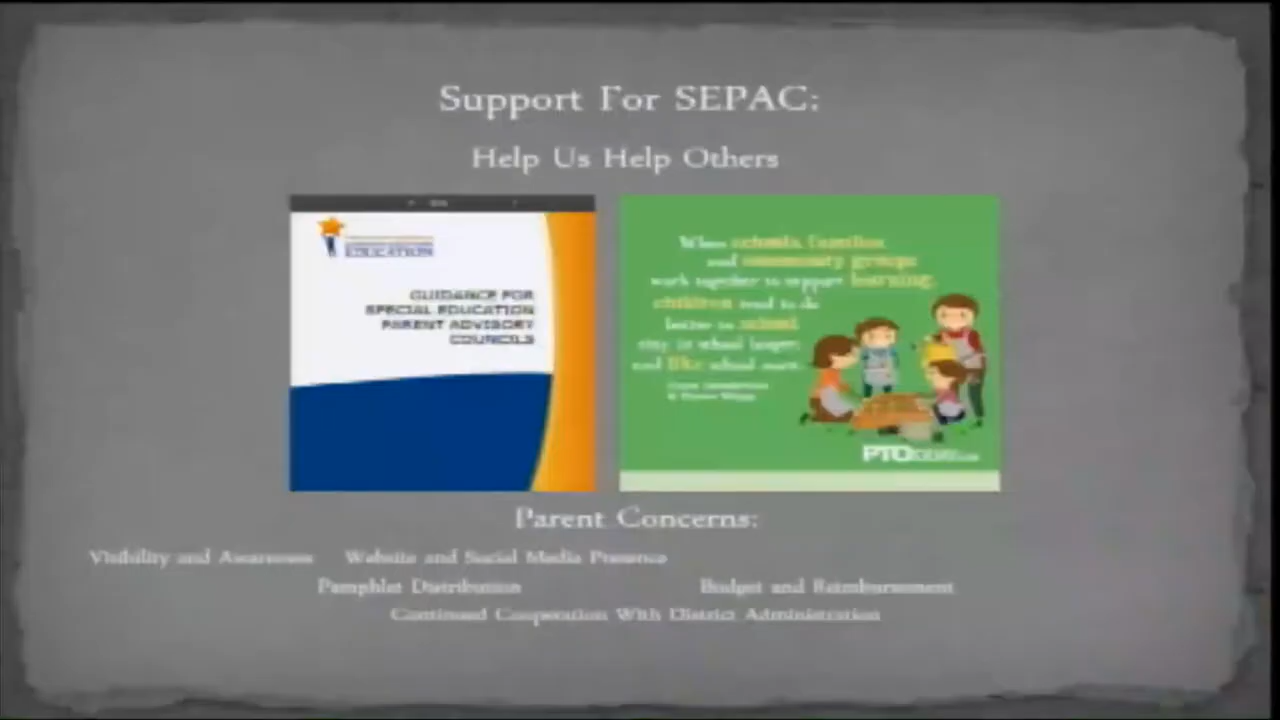 Support For SEPAC:
Help Us Help Others
EDUCATION
GUIDANCE FOR
SPECIAL EDUCATION
PARENT ADVISORY
COUNCILS
When schools, families
and community groups
work together to support learning,
children tend to do
better in school,
stay in school longer,
and like school more.
PTO
Parent Concerns:
Visibility and Awareness Website and Social Media Presence
Pamphlet Distribution Budget and Reimbursement
Continued Cooperation With District Administration